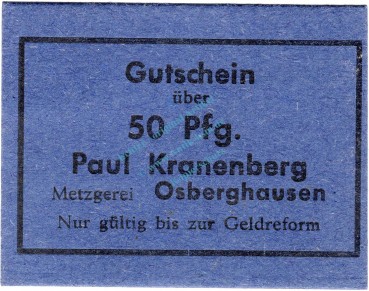 Gutschein
über
50 Pfg.
Paul Kranenberg
Metzgerei Osberghausen
Nur gültig bis zur Geldreform